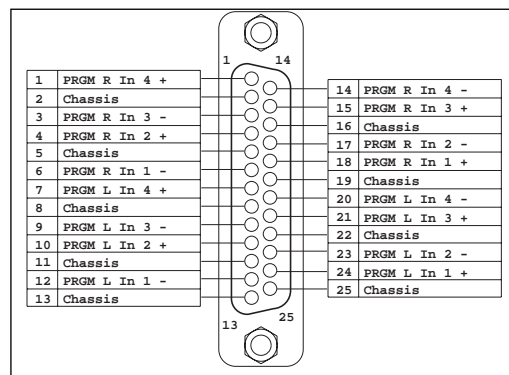 1 14
1 PRGM R In 4 +
2 Chassis
3 PRGM R In 3 -
4 PRGM R In 2 +
5 Chassis
6 PRGM R In 1 -
7 PRGM L In 4 +
8 Chassis
9 PRGM L In 3 -
10 PRGM L In 2 +
11 Chassis
12 PRGM L In 1 -
13 Chassis
14 PRGM R In 4 -
15 PRGM R In 3 +
16 Chassis
17 PRGM R In 2 -
18 PRGM R In 1 +
19 Chassis
20 PRGM L In 4 -
21 PRGM L In 3 +
22 Chassis
23 PRGM L In 2 -
24 PRGM L In 1 +
25 Chassis
13 25